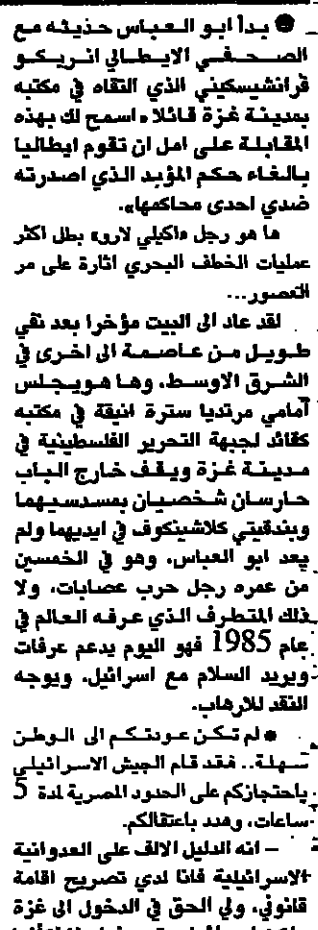 ● بدأ ابو العباس حديثه مع
الصحفي الايطالي انريكو
فرانشيسكيني الذي التقاه في مكتبه
بمدينة غزة قائلا «اسمح لك بهذه
المقابلة على امل ان تقوم ايطاليا
بالغاء حكم المؤبد الذي اصدرته
ضدي احدى محاكمها».
ها هو رجل «اكيلي لارو» بطل اكثر
عمليات الخطف البحري اثارة على مر
العصور...
لقد عاد الى البيت مؤخرا بعد نفي
طويل من عاصمة الى اخرى في
الشرق الاوسط، وها هو يجلس
أمامي مرتديا سترة انيقة في مكتبه
كقائد لجبهة التحرير الفلسطينية في
مدينة غزة ويقف خارج الباب
حارسان شخصيان بمسدسيهما
وبندقيتي كلاشينكوف في ايديهما ولم
يعد ابو العباس، وهو في الخمسين
من عمره رجل حرب عصابات، ولا
ذلك المتطرف الذي عرفه العالم في
عام 1985 فهو اليوم يدعم عرفات
ويريد السلام مع اسرائيل، ويوجه
النقد للارهاب.
● لم تكن عودتكم الى الوطن
سهلة.. فقد قام الجيش الاسرائيلي
باحتجازكم على الحدود المصرية لمدة 5
ساعات، وهدد باعتقالكم.
– انه الدليل الالف على العدوانية
الاسرائيلية فانا لدي تصريح اقامة
قانوني، ولي الحق في الدخول الى غزة